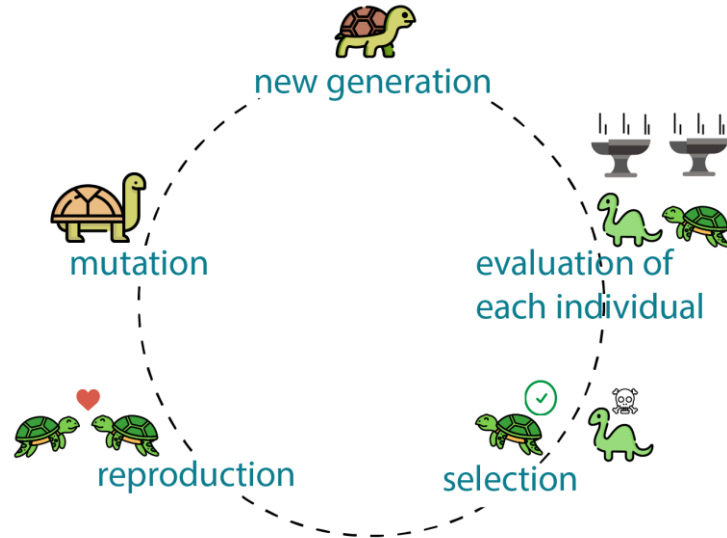 new generation
evaluation of
each individual
selection
reproduction
mutation